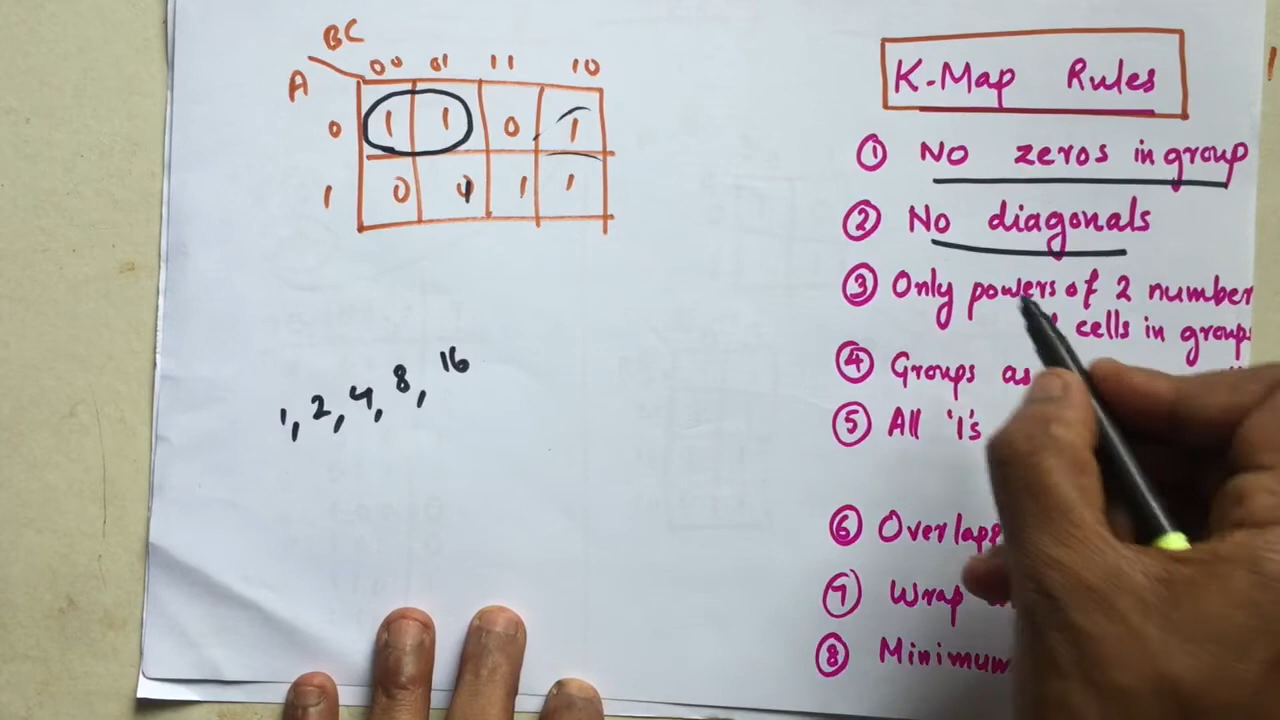 BC
A
00 01 11 10
0 1 1 0 1
1 0 1 1
1, 2, 4, 8, 16
K-Map Rules
① No zeros in group
② No diagonals
③ Only powers of 2 number
cells in groups
④ Groups as
⑤ All '1's
⑥ Overlaps
⑦ Wrap
⑧ Minimum